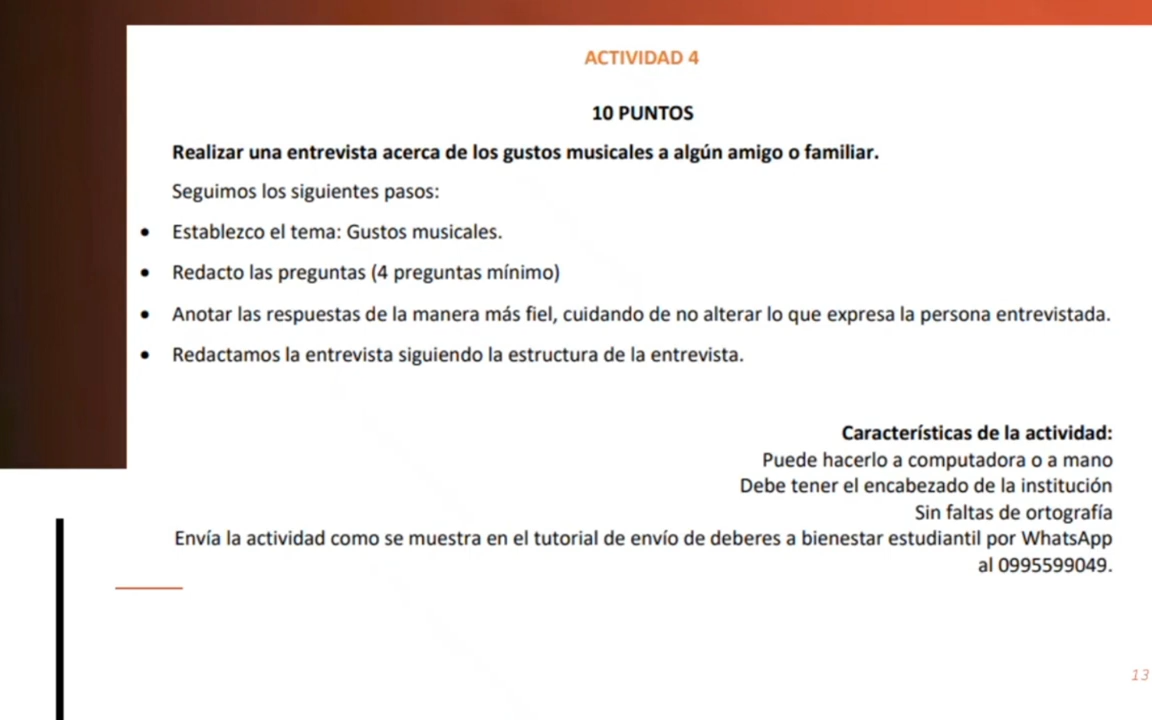 ACTIVIDAD 4
10 PUNTOS
Realizar una entrevista acerca de los gustos musicales a algún amigo o familiar.
Seguimos los siguientes pasos:
• Establezco el tema: Gustos musicales.
• Redacto las preguntas (4 preguntas mínimo)
• Anotar las respuestas de la manera más fiel, cuidando de no alterar lo que expresa la persona entrevistada.
• Redactamos la entrevista siguiendo la estructura de la entrevista.
Características de la actividad:
Puede hacerlo a computadora o a mano
Debe tener el encabezado de la institución
Sin faltas de ortografía
Envía la actividad como se muestra en el tutorial de envío de deberes a bienestar estudiantil por WhatsApp
al 0995599049.
13